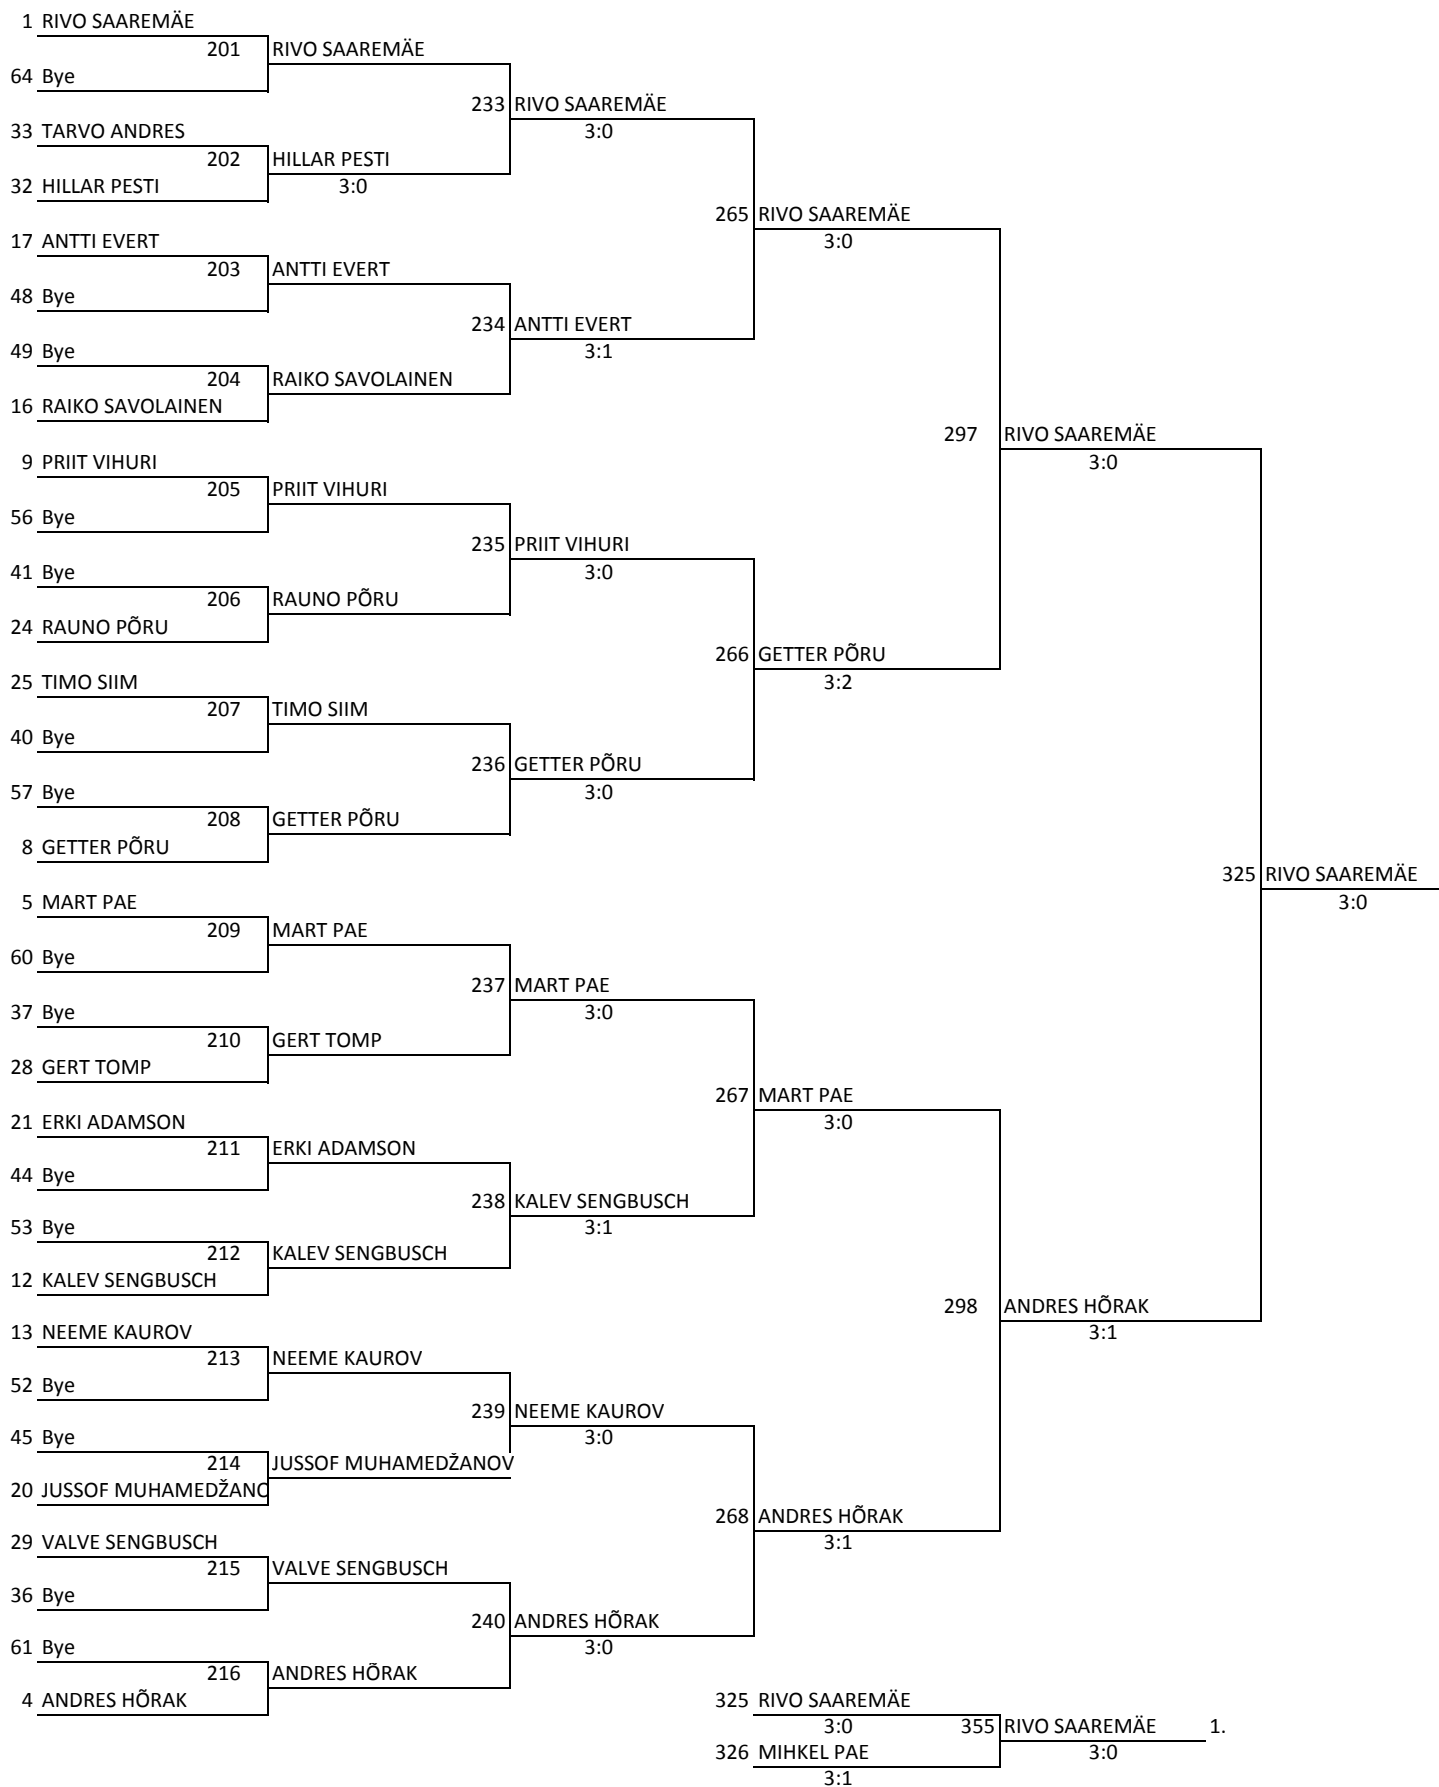 1 RIVO SAAREMÄE
201 RIVO SAAREMÄE
64 Bye
233 RIVO SAAREMÄE
33 TARVO ANDRES 3:0
202 HILLAR PESTI
32 HILLAR PESTI 3:0
265 RIVO SAAREMÄE
17 ANTTI EVERT 3:0
203 ANTTI EVERT
48 Bye
234 ANTTI EVERT
49 Bye 3:1
204 RAIKO SAVOLAINEN
16 RAIKO SAVOLAINEN
297 RIVO SAAREMÄE
9 PRIIT VIHURI 3:0
205 PRIIT VIHURI
56 Bye
235 PRIIT VIHURI
41 Bye 3:0
206 RAUNO PÕRU
24 RAUNO PÕRU
266 GETTER PÕRU
25 TIMO SIIM 3:2
207 TIMO SIIM
40 Bye
236 GETTER PÕRU
57 Bye 3:0
208 GETTER PÕRU
8 GETTER PÕRU
325 RIVO SAAREMÄE
5 MART PAE 3:0
209 MART PAE
60 Bye
237 MART PAE
37 Bye 3:0
210 GERT TOMP
28 GERT TOMP
267 MART PAE
21 ERKI ADAMSON 3:0
211 ERKI ADAMSON
44 Bye
238 KALEV SENGBUSCH
53 Bye 3:1
212 KALEV SENGBUSCH
12 KALEV SENGBUSCH
298 ANDRES HÕRAK
13 NEEME KAUROV 3:1
213 NEEME KAUROV
52 Bye
239 NEEME KAUROV
45 Bye 3:0
214 JUSSOF MUHAMEDŽANOV
20 JUSSOF MUHAMEDŽANO
268 ANDRES HÕRAK
29 VALVE SENGBUSCH 3:1
215 VALVE SENGBUSCH
36 Bye
240 ANDRES HÕRAK
61 Bye 3:0
216 ANDRES HÕRAK
4 ANDRES HÕRAK 325 RIVO SAAREMÄE
3:0 355 RIVO SAAREMÄE 1.
326 MIHKEL PAE 3:0
3:1